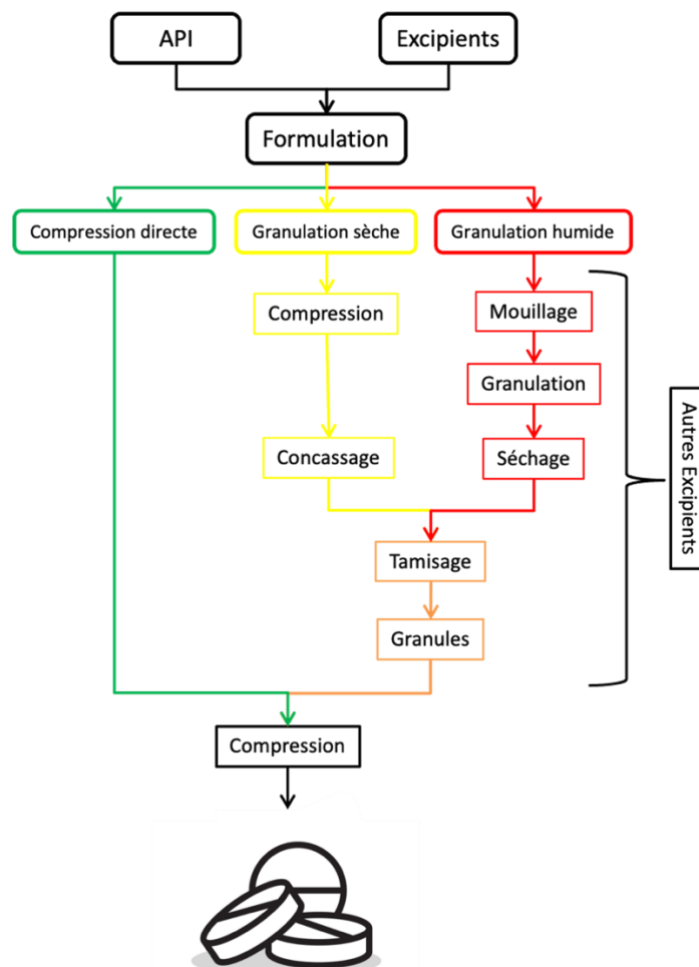 API
Excipients
Formulation
Compression directe
Granulation sèche
Granulation humide
Compression
Mouillage
Granulation
Concassage
Séchage
Autres Excipients
Tamisage
Granules
Compression